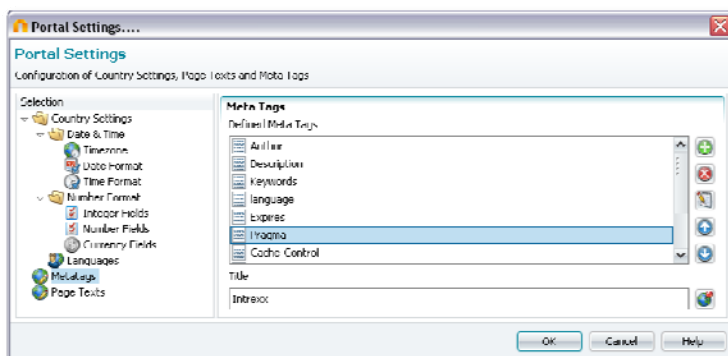 Portal Settings....
Portal Settings
Configuration of Country Settings, Page Texts and Meta Tags
Selection
Country Settings
Date & Time
Timezone
Date Format
Time Format
Number Format
Integer Fields
Number Fields
Currency Fields
Languages
Metatags
Page Texts
Meta Tags
Defined Meta Tags
Author
Description
Keywords
language
Expires
Pragma
Cache Control
Title
Intrexx
OK
Cancel
Help